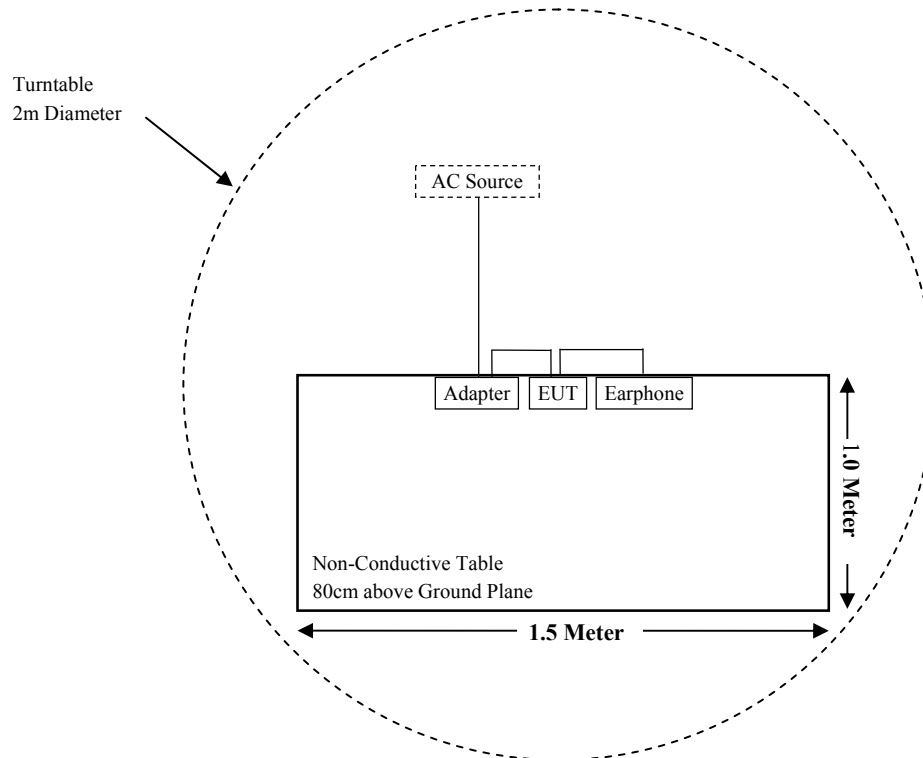 Turntable
2m Diameter
AC Source
Adapter
EUT
Earphone
1.0 Meter
Non-Conductive Table
80cm above Ground Plane
1.5 Meter